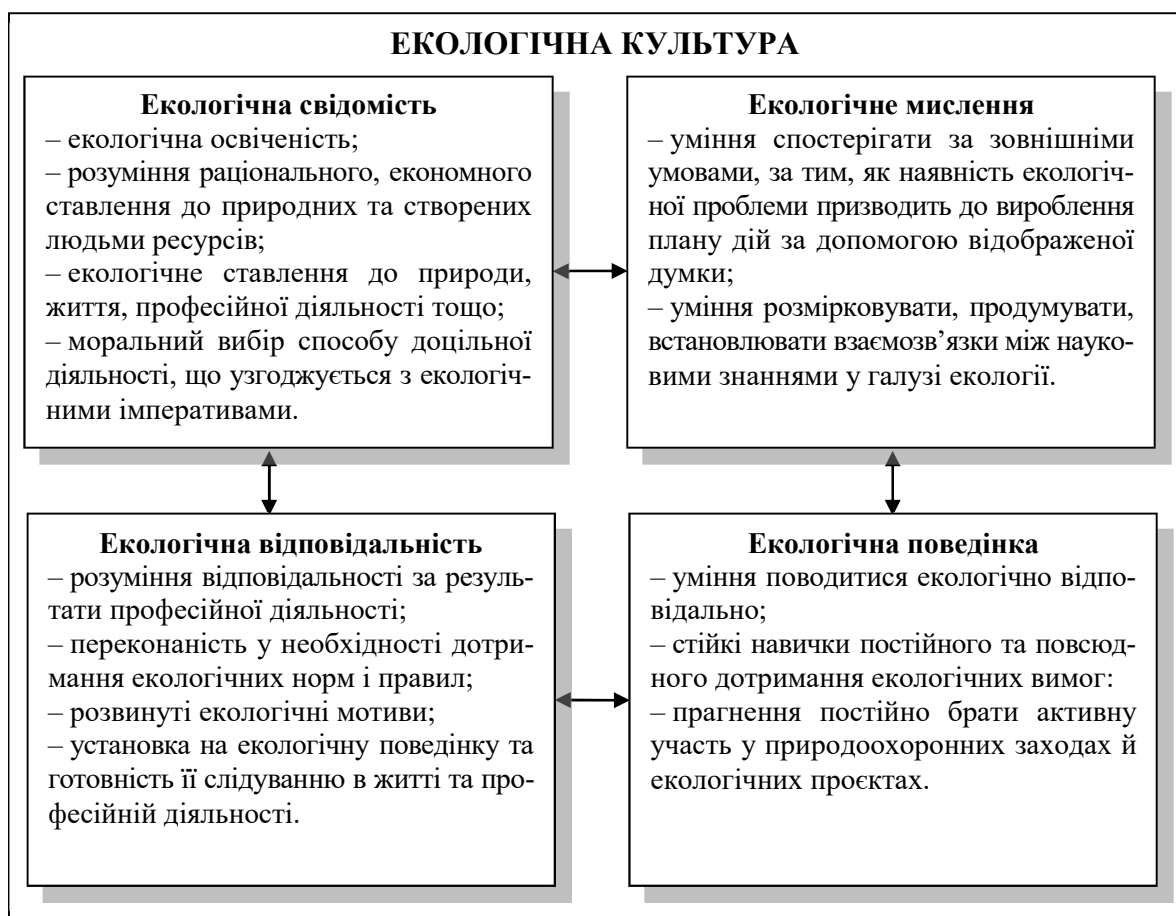 ЕКОЛОГІЧНА КУЛЬТУРА
Екологічна свідомість
– екологічна освіченість;
– розуміння раціонального, економного
ставлення до природних та створених
людьми ресурсів;
– екологічне ставлення до природи,
життя, професійної діяльності тощо;
– моральний вибір способу доцільної
діяльності, що узгоджується з екологіч-
ними імперативами.
Екологічне мислення
– уміння спостерігати за зовнішніми
умовами, за тим, як наявність екологіч-
ної проблеми призводить до вироблення
плану дій за допомогою відображеної
думки;
– уміння розмірковувати, продумувати,
встановлювати взаємозв’язки між науко-
вими знаннями у галузі екології.
Екологічна відповідальність
– розуміння відповідальності за резуль-
тати професійної діяльності;
– переконаність у необхідності дотри-
мання екологічних норм і правил;
– розвинуті екологічні мотиви;
– установка на екологічну поведінку та
готовність її слідуванню в житті та про-
фесійній діяльності.
Екологічна поведінка
– уміння поводитися екологічно відпо-
відально;
– стійкі навички постійного та повсюд-
ного дотримання екологічних вимог:
– прагнення постійно брати активну
участь у природоохоронних заходах й
екологічних проєктах.